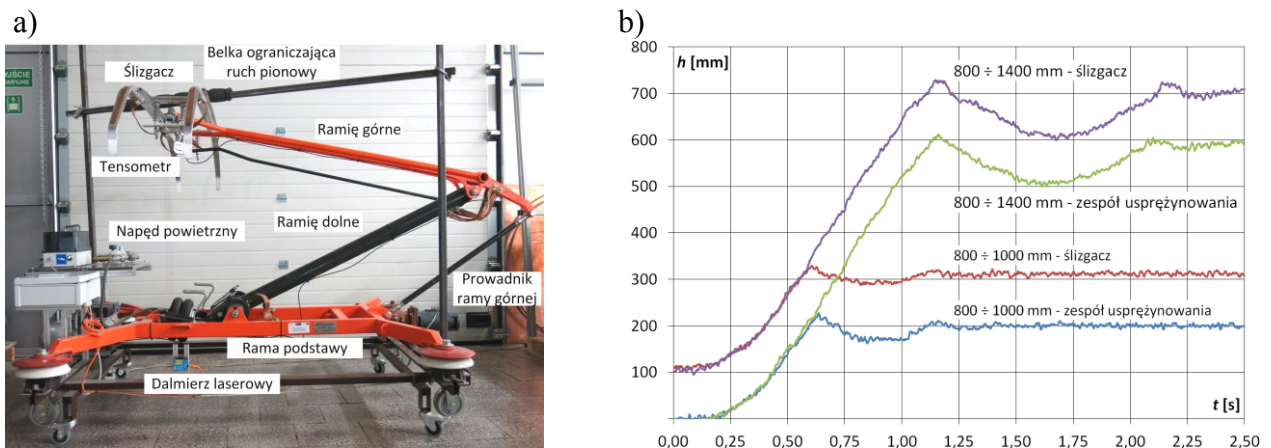 a)
b)
Belka ograniczająca
ruch pionowy
Ślizgacz
Ramię górne
Tensometr
Ramię dolne
Napęd powietrzny
Prowadnik
ramy górnej
Rama podstawy
Dalmierz laserowy
WYJŚCIE
800
700
600
500
400
300
200
100
h [mm]
800 ÷ 1400 mm - ślizgacz
800 ÷ 1400 mm - zespół usprężynowania
800 ÷ 1000 mm - ślizgacz
800 ÷ 1000 mm - zespół usprężynowania
t [s]
0,00 0,25 0,50 0,75 1,00 1,25 1,50 1,75 2,00 2,25 2,50